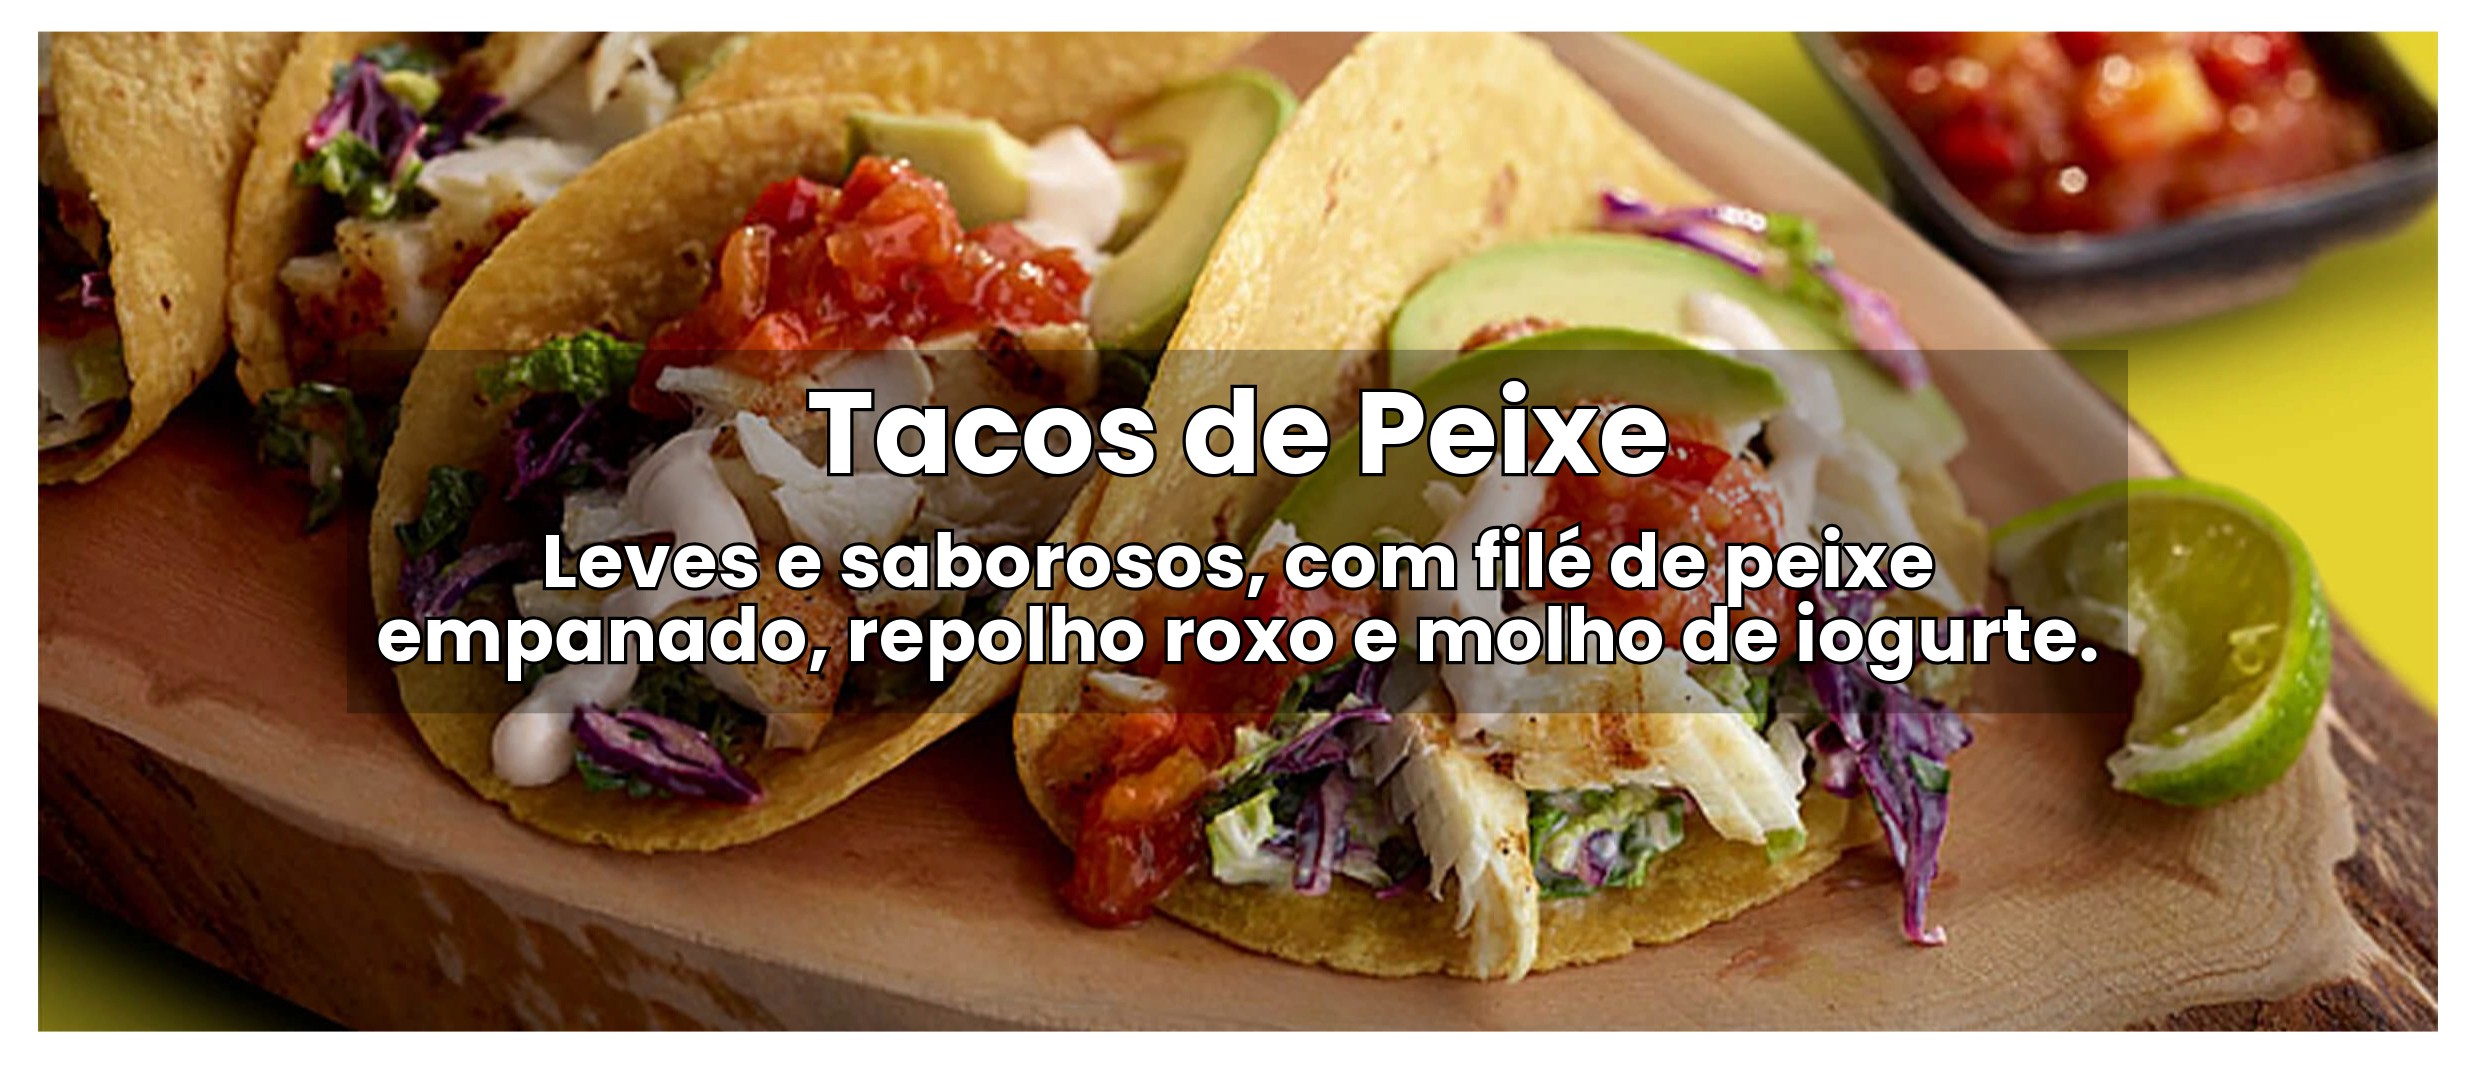 Tacos de Peixe
Leves e saborosos, com filé de peixe
empanado, repolho roxo e molho de iogurte.